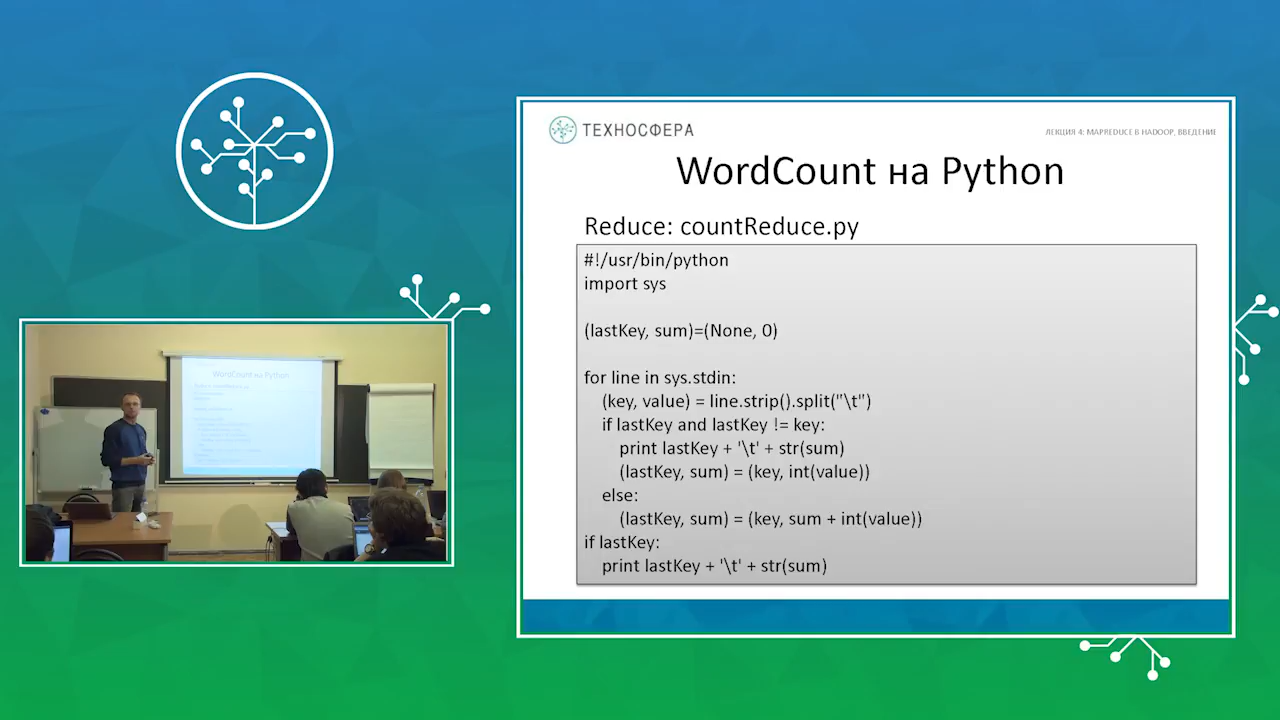 ТЕХНОСФЕРА
ЛЕКЦИЯ 4: MAPREDUCE В HADOOP, ВВЕДЕНИЕ
WordCount на Python
Reduce: countReduce.py
#!/usr/bin/python
import sys
(lastKey, sum)=(None, 0)
for line in sys.stdin:
(key, value) = line.strip().split("\t")
if lastKey and lastKey != key:
print lastKey + '\t' + str(sum)
(lastKey, sum) = (key, int(value))
else:
(lastKey, sum) = (key, sum + int(value))
if lastKey:
print lastKey + '\t' + str(sum)
WordCount на Python